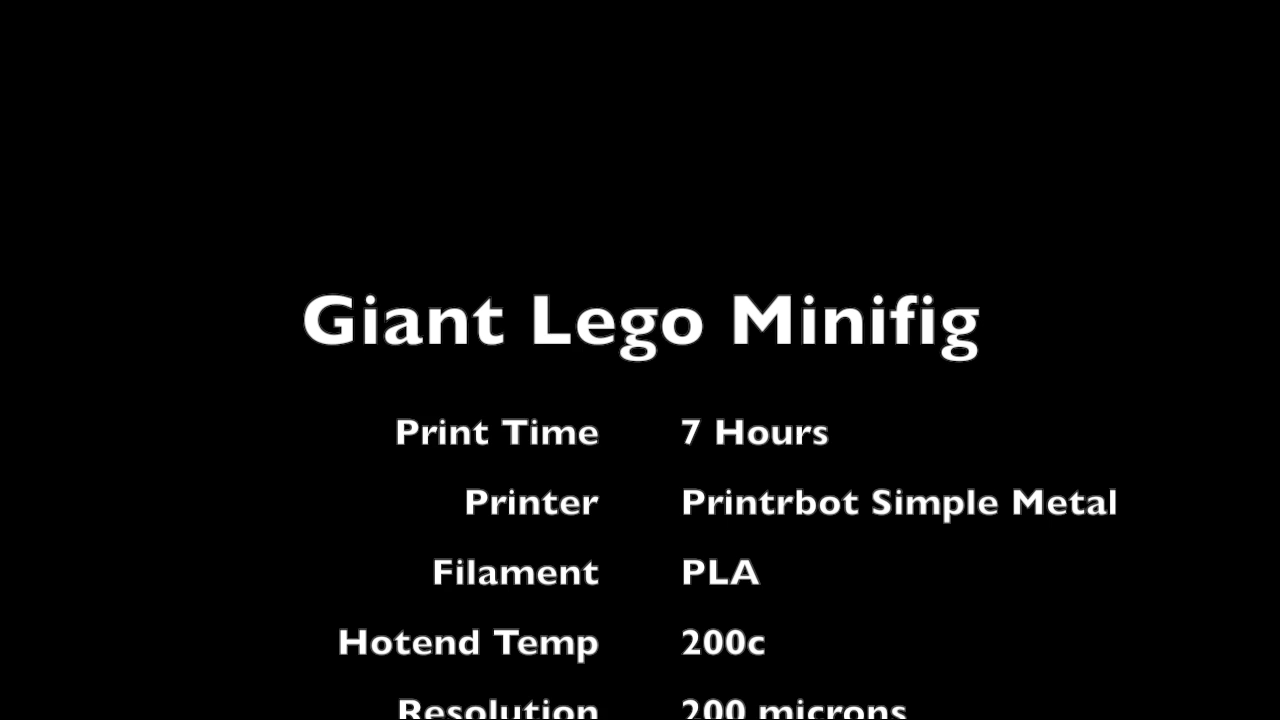 Giant Lego Minifig
Print Time 7 Hours
Printer Printrbot Simple Metal
Filament PLA
Hotend Temp 200c
Resolution 200 microns